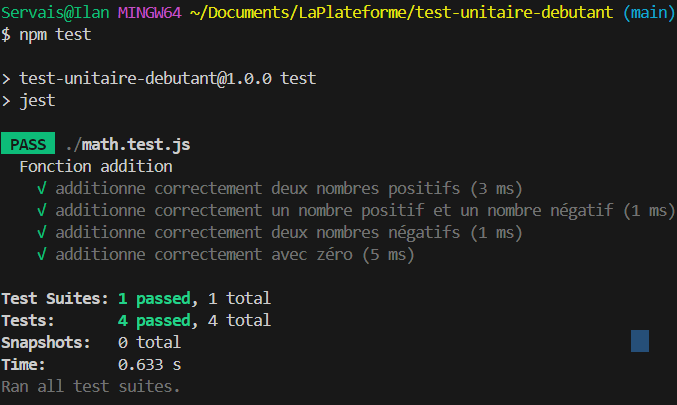 Servais@Ilan MINGW64 ~/Documents/LaPlateforme/test-unitaire-debutant (main)
$ npm test
> test-unitaire-debutant@1.0.0 test
> jest
PASS ./math.test.js
Fonction addition
√ additionne correctement deux nombres positifs (3 ms)
√ additionne correctement un nombre positif et un nombre négatif (1 ms)
√ additionne correctement deux nombres négatifs (1 ms)
√ additionne correctement avec zéro (5 ms)
Test Suites: 1 passed, 1 total
Tests: 4 passed, 4 total
Snapshots: 0 total
Time: 0.633 s
Ran all test suites.